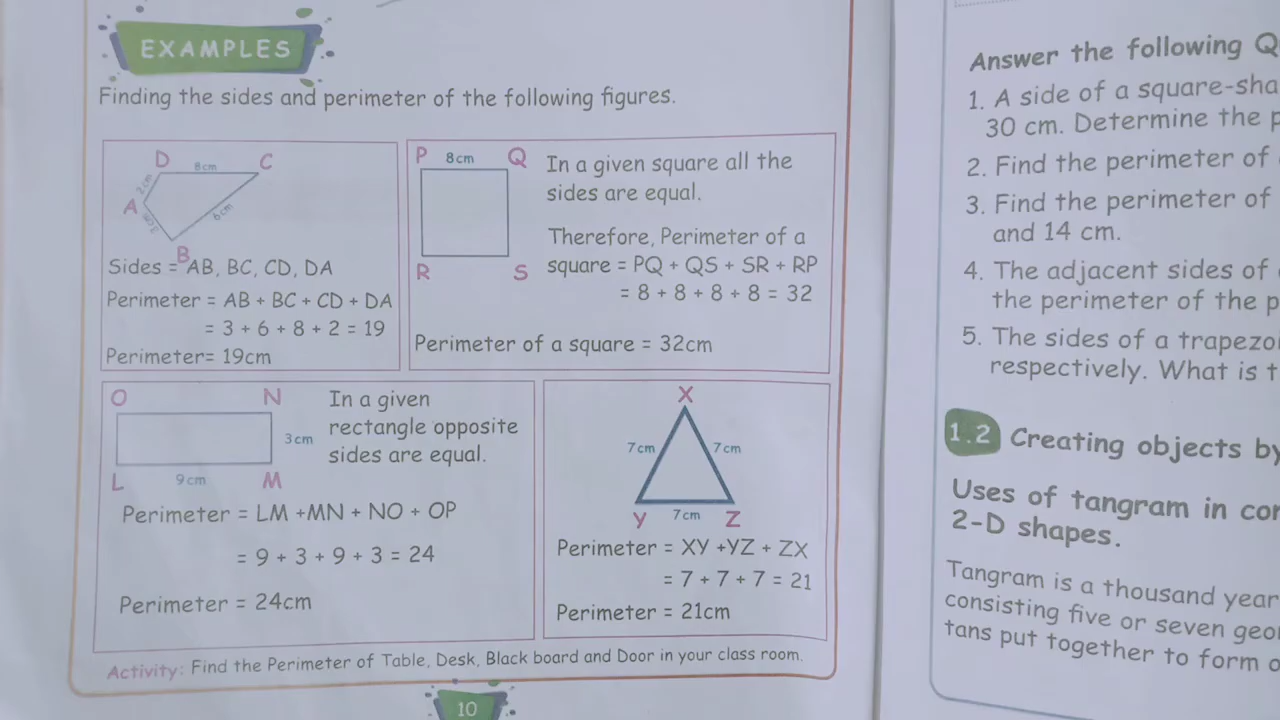 EXAMPLES
Finding the sides and perimeter of the following figures.
D
8cm
C
2cm
A
3cm
6cm
B
Sides = AB, BC, CD, DA
Perimeter = AB + BC + CD + DA
= 3 + 6 + 8 + 2 = 19
Perimeter= 19cm
P 8cm Q
R S
In a given square all the
sides are equal.
Therefore, Perimeter of a
square = PQ + QS + SR + RP
= 8 + 8 + 8 + 8 = 32
Perimeter of a square = 32cm
O N
3cm
L 9cm M
In a given
rectangle opposite
sides are equal.
Perimeter = LM +MN + NO + OP
= 9 + 3 + 9 + 3 = 24
Perimeter = 24cm
X
7cm 7cm
Y 7cm Z
Perimeter = XY +YZ + ZX
= 7 + 7 + 7 = 21
Perimeter = 21cm
Activity: Find the Perimeter of Table, Desk, Black board and Door in your class room.
10
Answer the following Q
1. A side of a square-sha
30 cm. Determine the p
2. Find the perimeter of
3. Find the perimeter of
and 14 cm.
4. The adjacent sides of
the perimeter of the p
5. The sides of a trapezo
respectively. What is t
1.2 Creating objects by
Uses of tangram in con
2-D shapes.
Tangram is a thousand year
consisting five or seven geo
tans put together to form